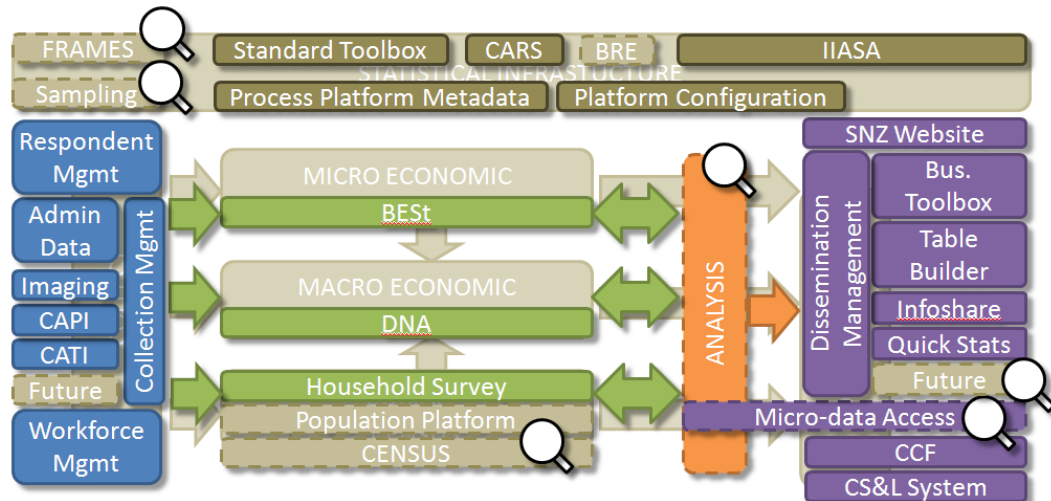 FRAMES
Standard Toolbox
CARS
BRE
IIASA
STATISTICAL INFRASTUCTURE
Sampling
Process Platform Metadata
Platform Configuration
Respondent
Mgmt
Admin
Data
Imaging
CAPI
CATI
Future
Collection Mgmt
Workforce
Mgmt
MICRO ECONOMIC
BESt
MACRO ECONOMIC
DNA
Household Survey
Population Platform
CENSUS
ANALYSIS
SNZ Website
Dissemination
Management
Bus.
Toolbox
Table
Builder
Infoshare
Quick Stats
Future
Micro-data Access
CCF
CS&L System